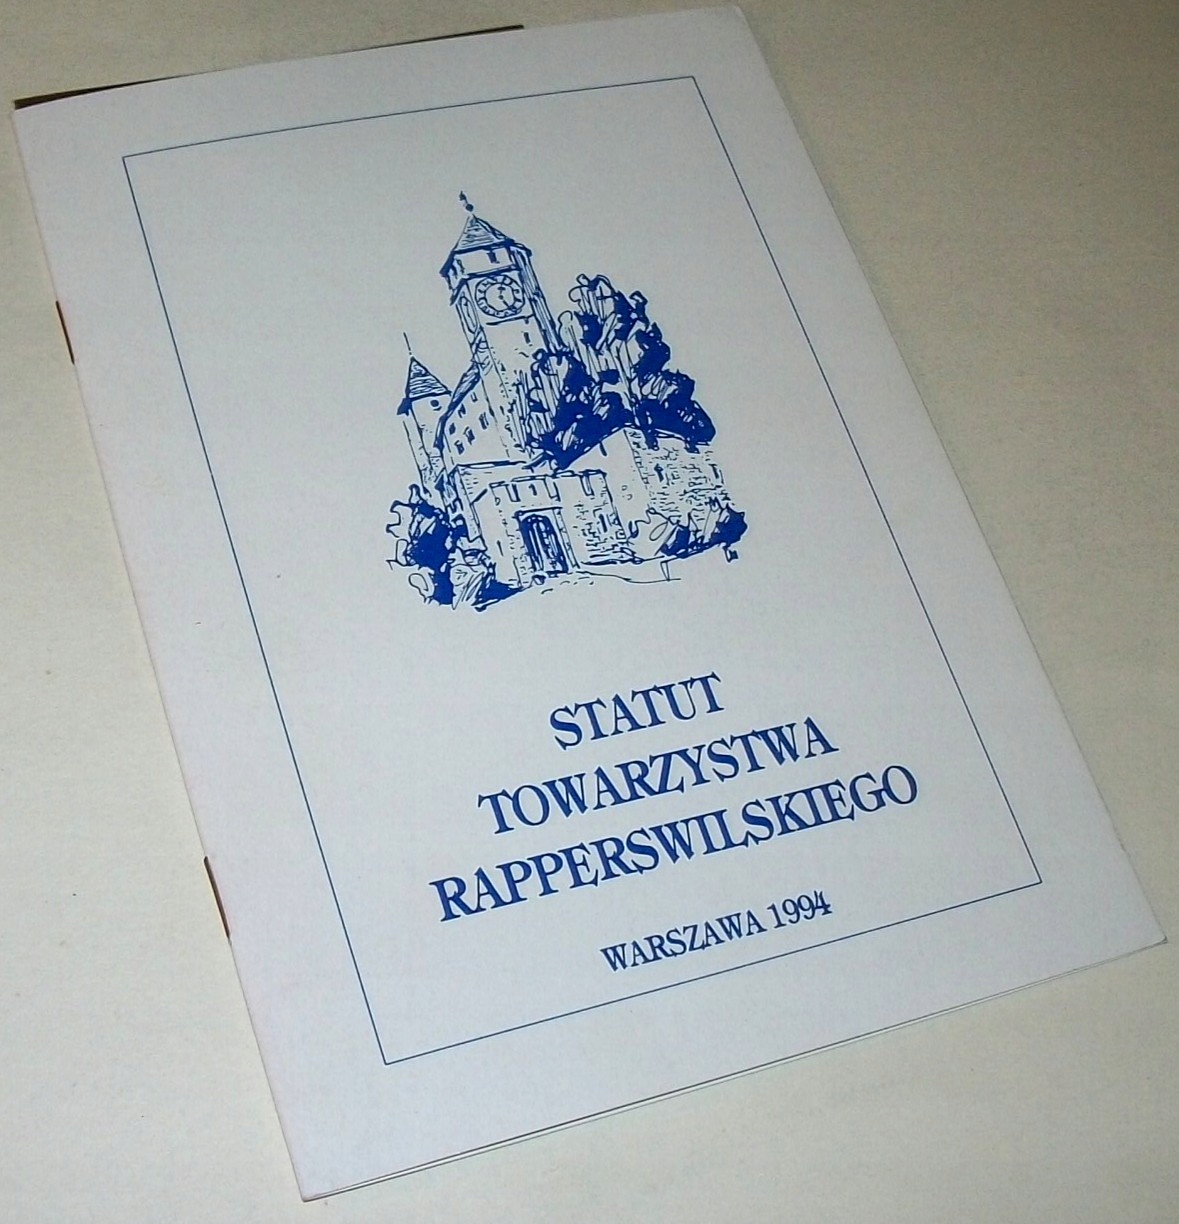 STATUT
TOWARZYSTWA
RAPPERSWILSKIEGO
WARSZAWA 1994